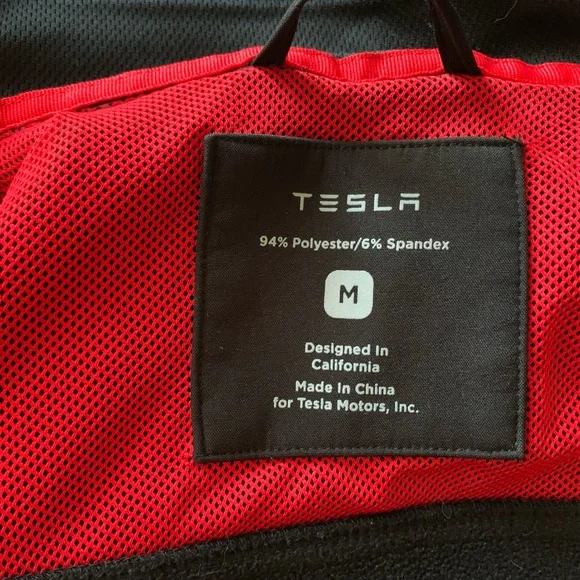 TESLA
94% Polyester/6% Spandex
M
Designed In
California
Made In China
for Tesla Motors, Inc.